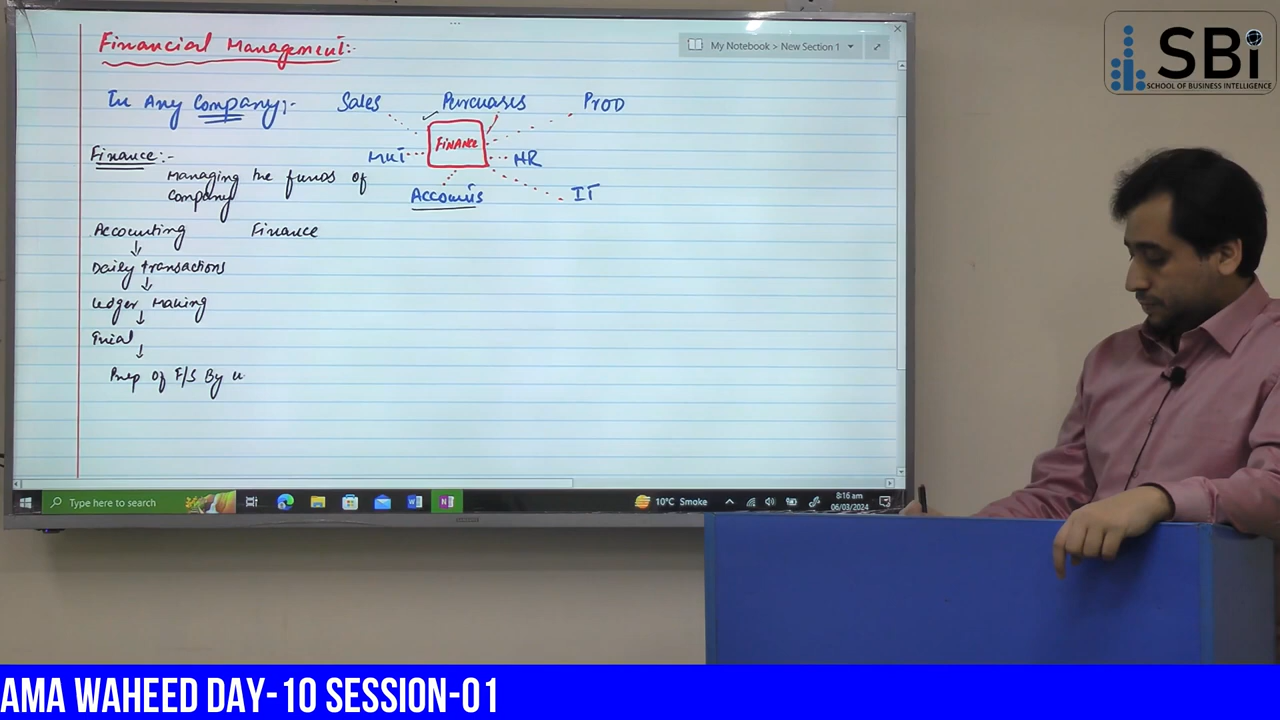 Financial Management:-
My Notebook > New Section 1
SBi
SCHOOL OF BUSINESS INTELLIGENCE
In Any Company;-
Sales
Purchases
PROD
FINANCE
MKT
HR
Accounts
IT
Finance:-
Managing the funds of
company
Accounting
Finance
Daily transactions
Ledger Making
Trial
Prep of F/S By u
Type here to search
10°C Smoke
8:16 am
06/03/2024
AMA WAHEED DAY-10 SESSION-01